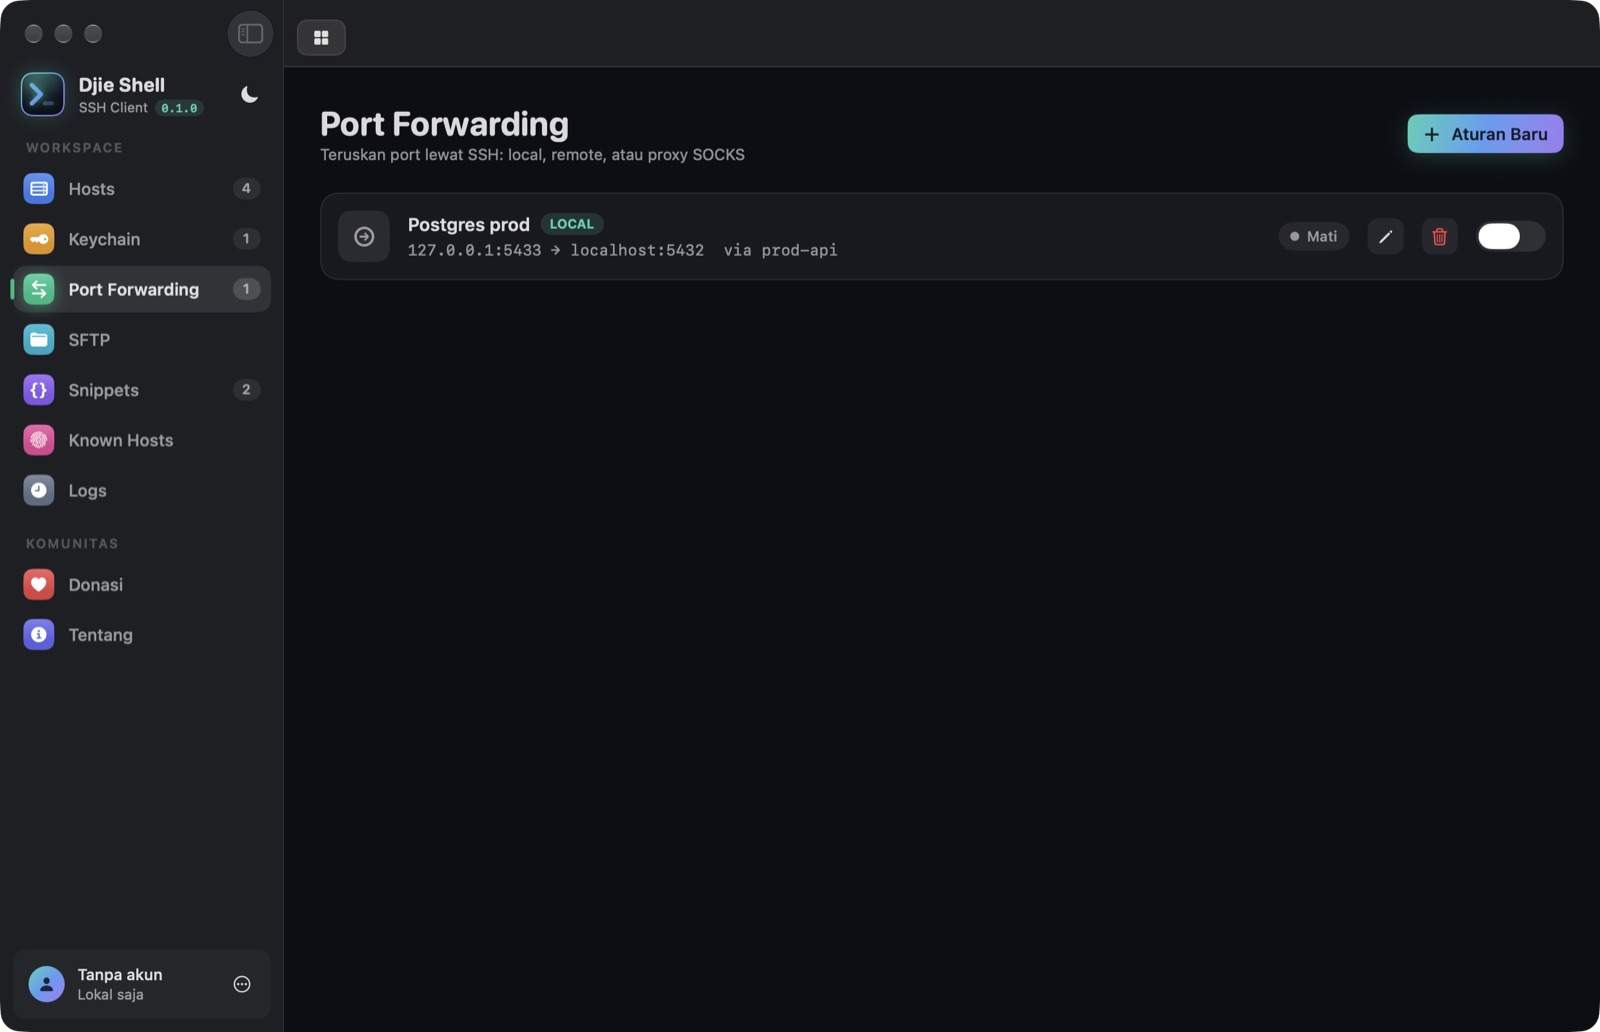 Djie Shell
SSH Client 0.1.0
WORKSPACE
Hosts 4
Keychain 1
Port Forwarding 1
SFTP
Snippets 2
Known Hosts
Logs
KOMUNITAS
Donasi
Tentang
Tanpa akun
Lokal saja
Port Forwarding
Teruskan port lewat SSH: local, remote, atau proxy SOCKS
+ Aturan Baru
Postgres prod LOCAL
127.0.0.1:5433 → localhost:5432 via prod-api
Mati